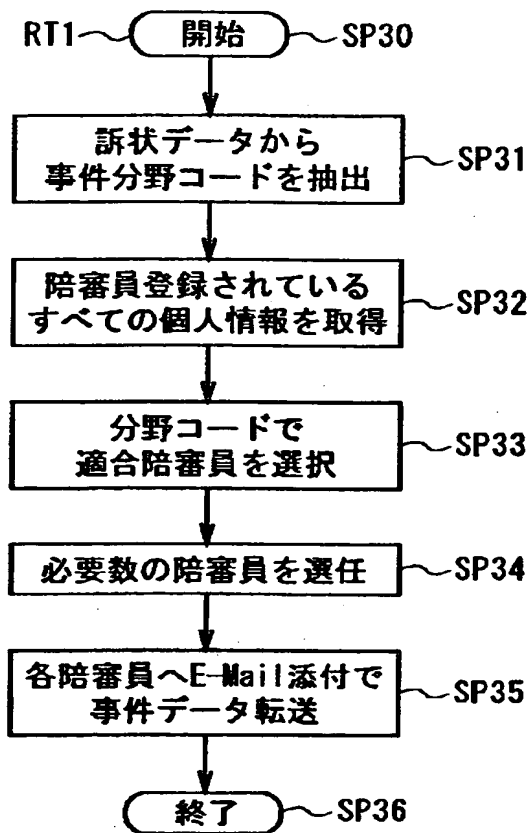 RT1 開始 SP30
訴状データから
事件分野コードを抽出
SP31
陪審員登録されている
すべての個人情報を取得
SP32
分野コードで
適合陪審員を選択
SP33
必要数の陪審員を選任 SP34
各陪審員へE-Mail添付で
事件データ転送
SP35
終了 SP36